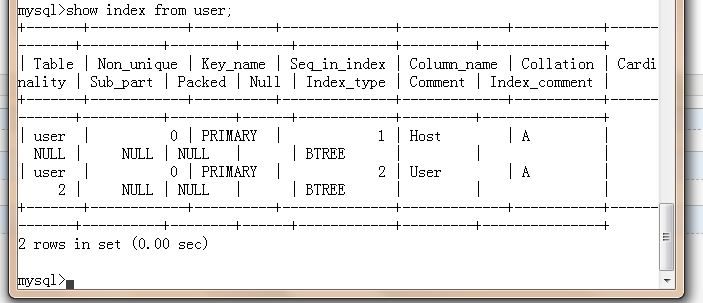 mysql>show index from user;
+-------+------------+----------+--------------+-------------+-----------+------
-------+----------+--------+------+------------+---------+---------------+
| Table | Non_unique | Key_name | Seq_in_index | Column_name | Collation | Cardi
nality | Sub_part | Packed | Null | Index_type | Comment | Index_comment |
+-------+------------+----------+--------------+-------------+-----------+------
-------+----------+--------+------+------------+---------+---------------+
| user | 0 | PRIMARY | 1 | Host | A |
NULL | NULL | NULL | | BTREE | | |
| user | 0 | PRIMARY | 2 | User | A |
2 | NULL | NULL | | BTREE | | |
+-------+------------+----------+--------------+-------------+-----------+------
-------+----------+--------+------+------------+---------+---------------+
2 rows in set (0.00 sec)
mysql>